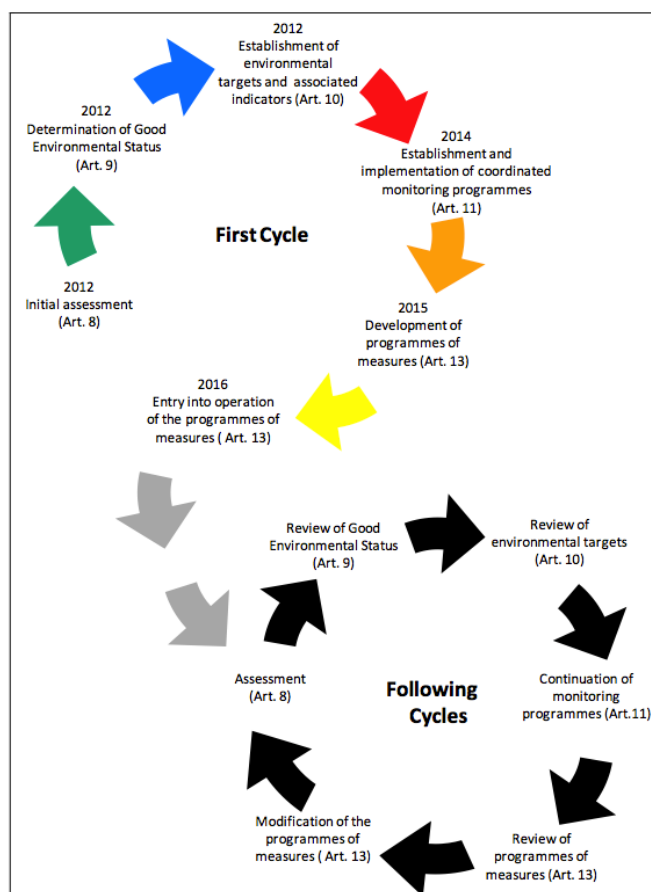 2012
Establishment of
environmental
targets and associated
indicators (Art. 10)
2012
Determination of Good
Environmental Status
(Art. 9)
2014
Establishment and
implementation of coordinated
monitoring programmes
(Art. 11)
First Cycle
2012
Initial assessment
(Art. 8)
2015
Development of
programmes of
measures (Art. 13)
2016
Entry into operation
of the programmes of
measures ( Art. 13)
Review of Good
Environmental Status
(Art. 9)
Review of
environmental targets
(Art. 10)
Assessment
(Art. 8)
Following
Cycles
Continuation of
monitoring
programmes (Art.11)
Modification of the
programmes of
measures ( Art. 13)
Review of
programmes of
measures (Art. 13)